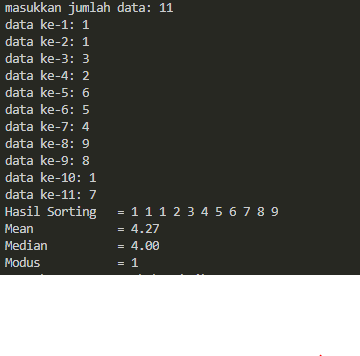 masukkan jumlah data: 11
data ke-1: 1
data ke-2: 1
data ke-3: 3
data ke-4: 2
data ke-5: 6
data ke-6: 5
data ke-7: 4
data ke-8: 9
data ke-9: 8
data ke-10: 1
data ke-11: 7
Hasil Sorting = 1 1 1 2 3 4 5 6 7 8 9
Mean = 4.27
Median = 4.00
Modus = 1